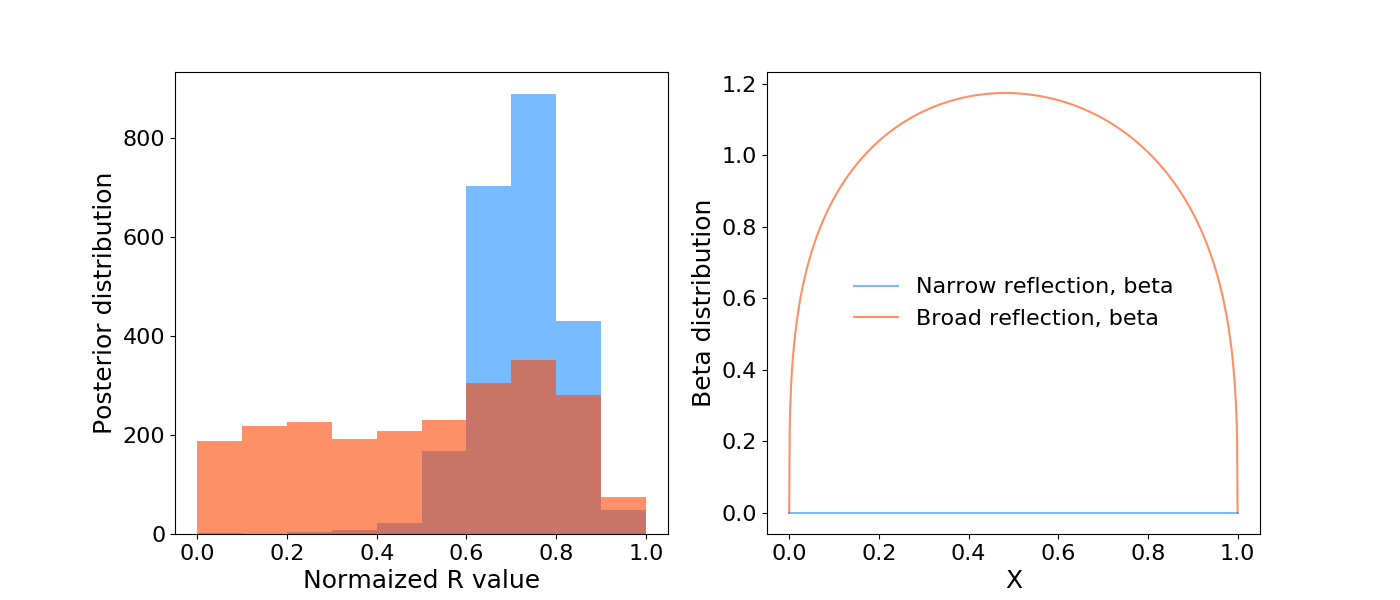 Posterior distribution
800
600
400
200
0
0.0 0.2 0.4 0.6 0.8 1.0
Normaized R value
Beta distribution
1.2
1.0
0.8
0.6
0.4
0.2
0.0
Narrow reflection, beta
Broad reflection, beta
0.0 0.2 0.4 0.6 0.8 1.0
X